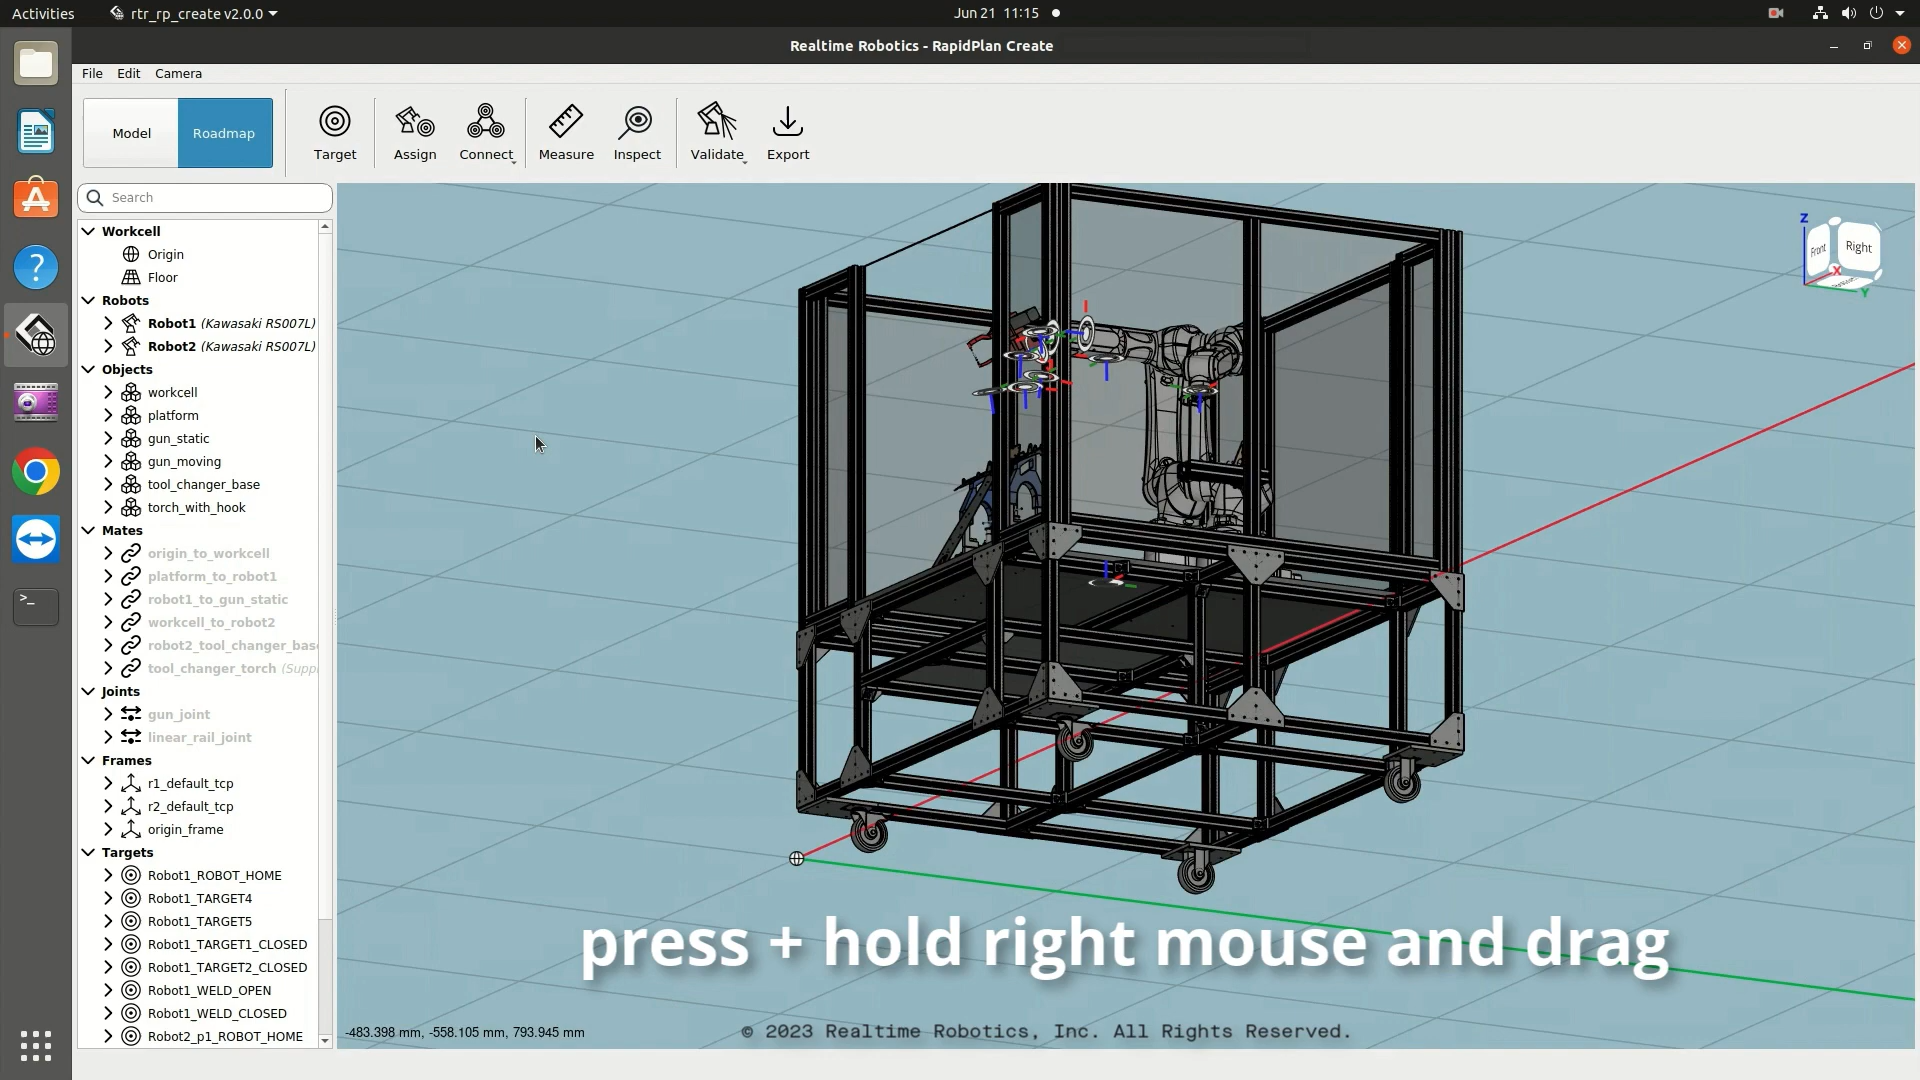 Activities
rtr_rp_create v2.0.0
Jun 21 11:15
Realtime Robotics - RapidPlan Create
File Edit Camera
Model
Roadmap
Target
Assign
Connect
Measure
Inspect
Validate
Export
Search
Workcell
Origin
Floor
Robots
Robot1 (Kawasaki RS007L)
Robot2 (Kawasaki RS007L)
Objects
workcell
platform
gun_static
gun_moving
tool_changer_base
torch_with_hook
Mates
origin_to_workcell
platform_to_robot1
robot1_to_gun_static
workcell_to_robot2
robot2_tool_changer_bas
tool_changer_torch (Supp
Joints
gun_joint
linear_rail_joint
Frames
r1_default_tcp
r2_default_tcp
origin_frame
Targets
Robot1_ROBOT_HOME
Robot1_TARGET4
Robot1_TARGET5
Robot1_TARGET1_CLOSED
Robot1_TARGET2_CLOSED
Robot1_WELD_OPEN
Robot1_WELD_CLOSED
Robot2_p1_ROBOT_HOME
Z
Front
Right
X
Y
press + hold right mouse and drag
-483.398 mm, -558.105 mm, 793.945 mm
© 2023 Realtime Robotics, Inc. All Rights Reserved.